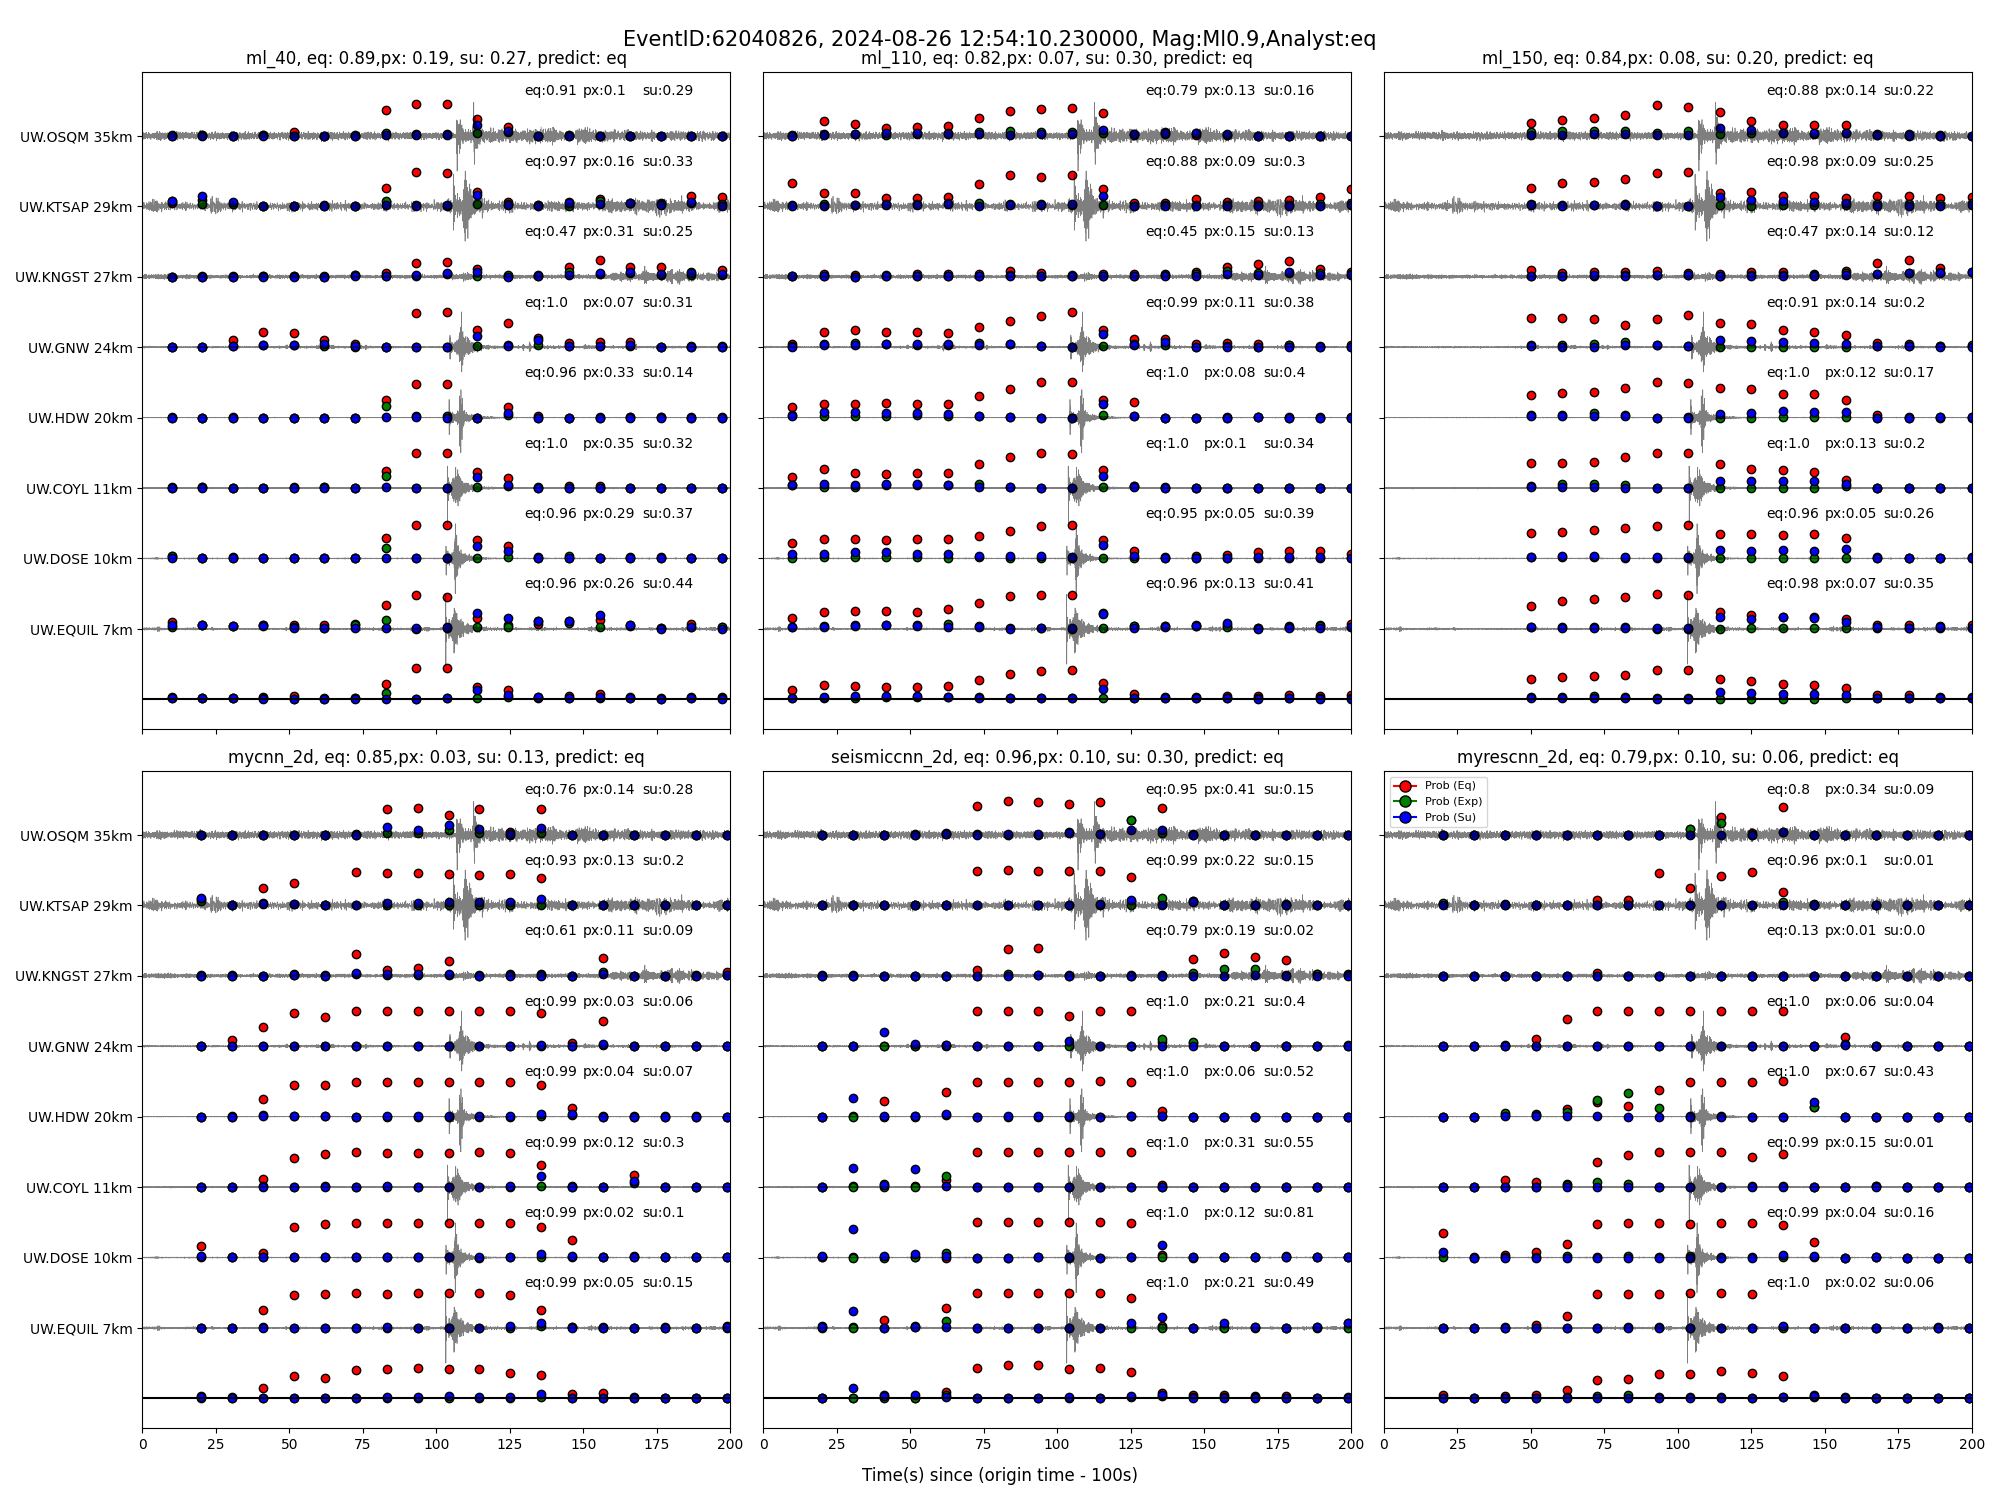 EventID:62040826, 2024-08-26 12:54:10.230000, Mag:Ml0.9,Analyst:eq
ml_40, eq: 0.89,px: 0.19, su: 0.27, predict: eq
UW.OSQM 35km
eq:0.91 px:0.1 su:0.29
UW.KTSAP 29km
eq:0.97 px:0.16 su:0.33
UW.KNGST 27km
eq:0.47 px:0.31 su:0.25
UW.GNW 24km
eq:1.0 px:0.07 su:0.31
UW.HDW 20km
eq:0.96 px:0.33 su:0.14
UW.COYL 11km
eq:1.0 px:0.35 su:0.32
UW.DOSE 10km
eq:0.96 px:0.29 su:0.37
UW.EQUIL 7km
eq:0.96 px:0.26 su:0.44
ml_110, eq: 0.82,px: 0.07, su: 0.30, predict: eq
eq:0.79 px:0.13 su:0.16
eq:0.88 px:0.09 su:0.3
eq:0.45 px:0.15 su:0.13
eq:0.99 px:0.11 su:0.38
eq:1.0 px:0.08 su:0.4
eq:1.0 px:0.1 su:0.34
eq:0.95 px:0.05 su:0.39
eq:0.96 px:0.13 su:0.41
ml_150, eq: 0.84,px: 0.08, su: 0.20, predict: eq
eq:0.88 px:0.14 su:0.22
eq:0.98 px:0.09 su:0.25
eq:0.47 px:0.14 su:0.12
eq:0.91 px:0.14 su:0.2
eq:1.0 px:0.12 su:0.17
eq:1.0 px:0.13 su:0.2
eq:0.96 px:0.05 su:0.26
eq:0.98 px:0.07 su:0.35
mycnn_2d, eq: 0.85,px: 0.03, su: 0.13, predict: eq
UW.OSQM 35km
eq:0.76 px:0.14 su:0.28
UW.KTSAP 29km
eq:0.93 px:0.13 su:0.2
UW.KNGST 27km
eq:0.61 px:0.11 su:0.09
UW.GNW 24km
eq:0.99 px:0.03 su:0.06
UW.HDW 20km
eq:0.99 px:0.04 su:0.07
UW.COYL 11km
eq:0.99 px:0.12 su:0.3
UW.DOSE 10km
eq:0.99 px:0.02 su:0.1
UW.EQUIL 7km
eq:0.99 px:0.05 su:0.15
0 25 50 75 100 125 150 175 200
seismiccnn_2d, eq: 0.96,px: 0.10, su: 0.30, predict: eq
eq:0.95 px:0.41 su:0.15
eq:0.99 px:0.22 su:0.15
eq:0.79 px:0.19 su:0.02
eq:1.0 px:0.21 su:0.4
eq:1.0 px:0.06 su:0.52
eq:1.0 px:0.31 su:0.55
eq:1.0 px:0.12 su:0.81
eq:1.0 px:0.21 su:0.49
0 25 50 75 100 125 150 175 200
myrescnn_2d, eq: 0.79,px: 0.10, su: 0.06, predict: eq
Prob (Eq)
Prob (Exp)
Prob (Su)
eq:0.8 px:0.34 su:0.09
eq:0.96 px:0.1 su:0.01
eq:0.13 px:0.01 su:0.0
eq:1.0 px:0.06 su:0.04
eq:1.0 px:0.67 su:0.43
eq:0.99 px:0.15 su:0.01
eq:0.99 px:0.04 su:0.16
eq:1.0 px:0.02 su:0.06
0 25 50 75 100 125 150 175 200
Time(s) since (origin time - 100s)